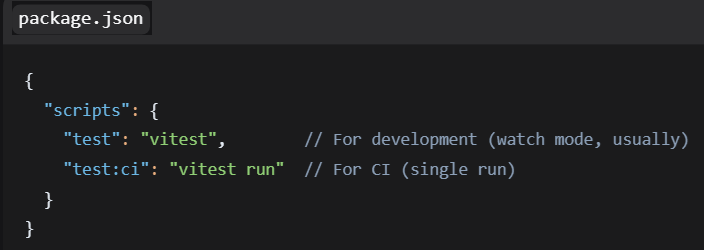 package.json
{
  "scripts": {
    "test": "vitest",        // For development (watch mode, usually)
    "test:ci": "vitest run"  // For CI (single run)
  }
}